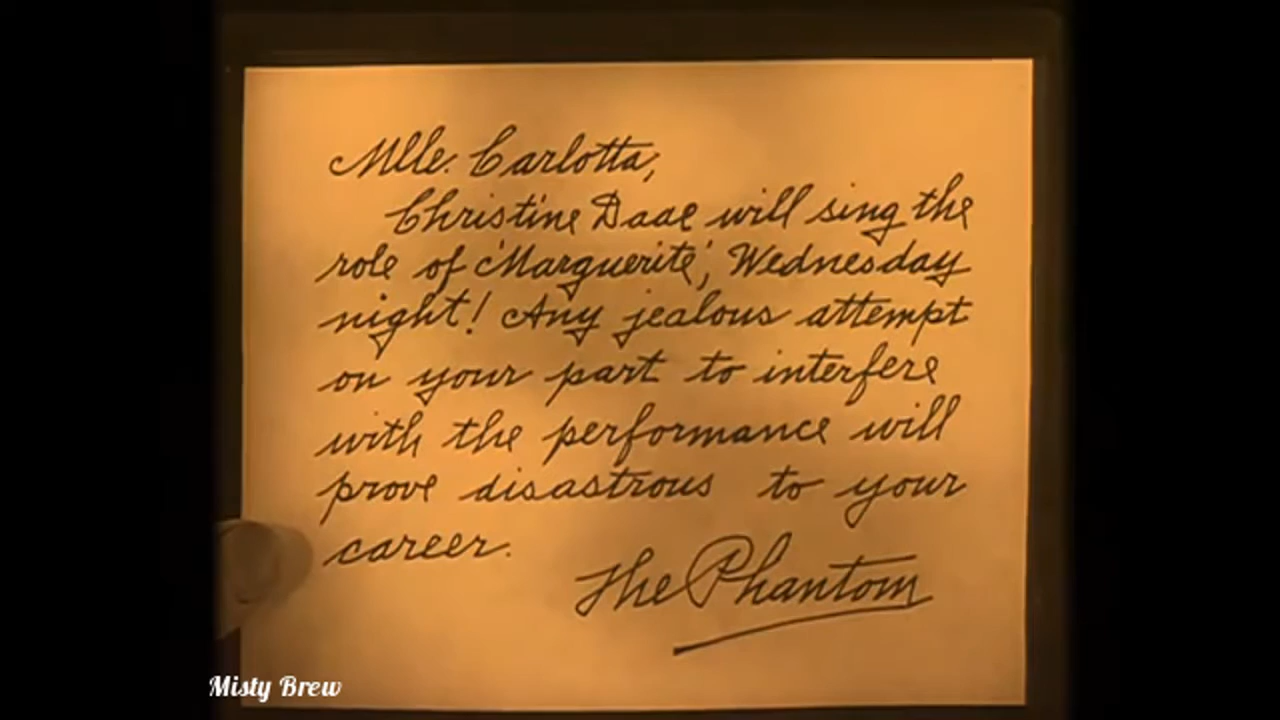 Mlle. Carlotta,
Christine Daae will sing the
role of 'Marguerite', Wednesday
night! Any jealous attempt
on your part to interfere
with the performance will
prove disastrous to your
career.
The Phantom
Misty Brew